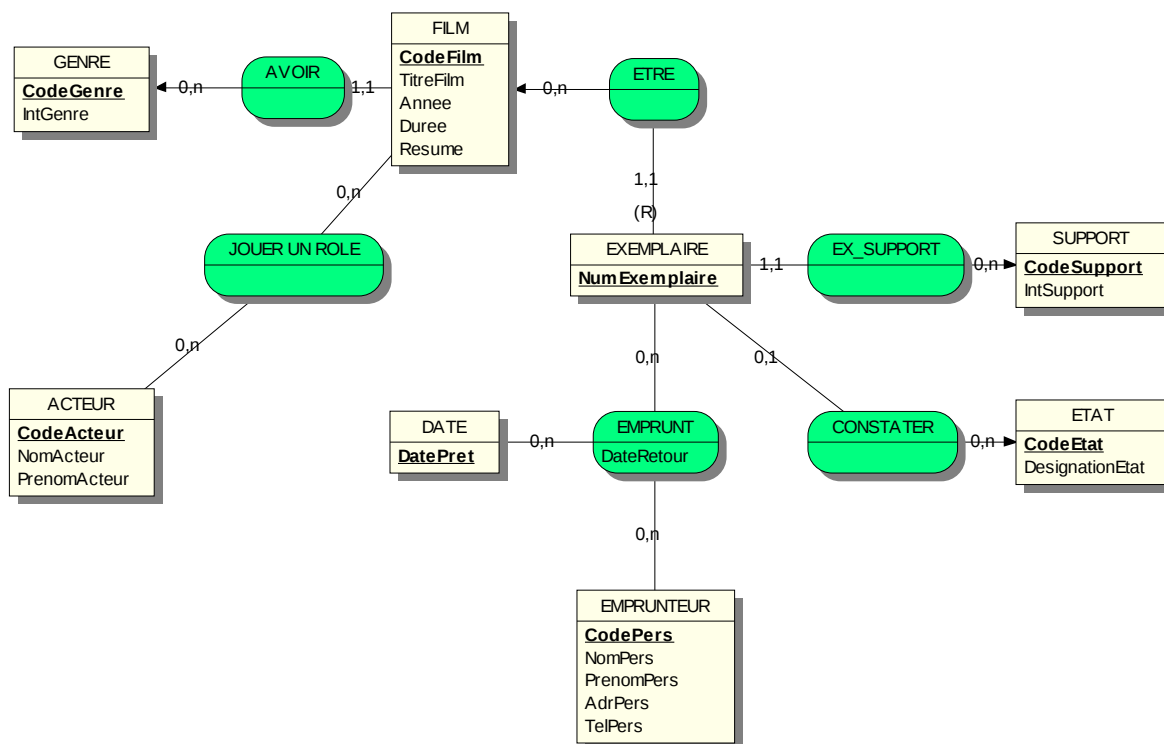 FILM
CodeFilm
TitreFilm
Annee
Duree
Resume
GENRE
CodeGenre
IntGenre
0,n
AVOIR
1,1
0,n
ETRE
0,n
1,1
(R)
JOUER UN ROLE
EXEMPLAIRE
NumExemplaire
1,1
EX_SUPPORT
0,n
SUPPORT
CodeSupport
IntSupport
0,n
0,n
0,1
ACTEUR
CodeActeur
NomActeur
PrenomActeur
DATE
DatePret
0,n
EMPRUNT
DateRetour
CONSTATER
0,n
ETAT
CodeEtat
DesignationEtat
0,n
EMPRUNTEUR
CodePers
NomPers
PrenomPers
AdrPers
TelPers